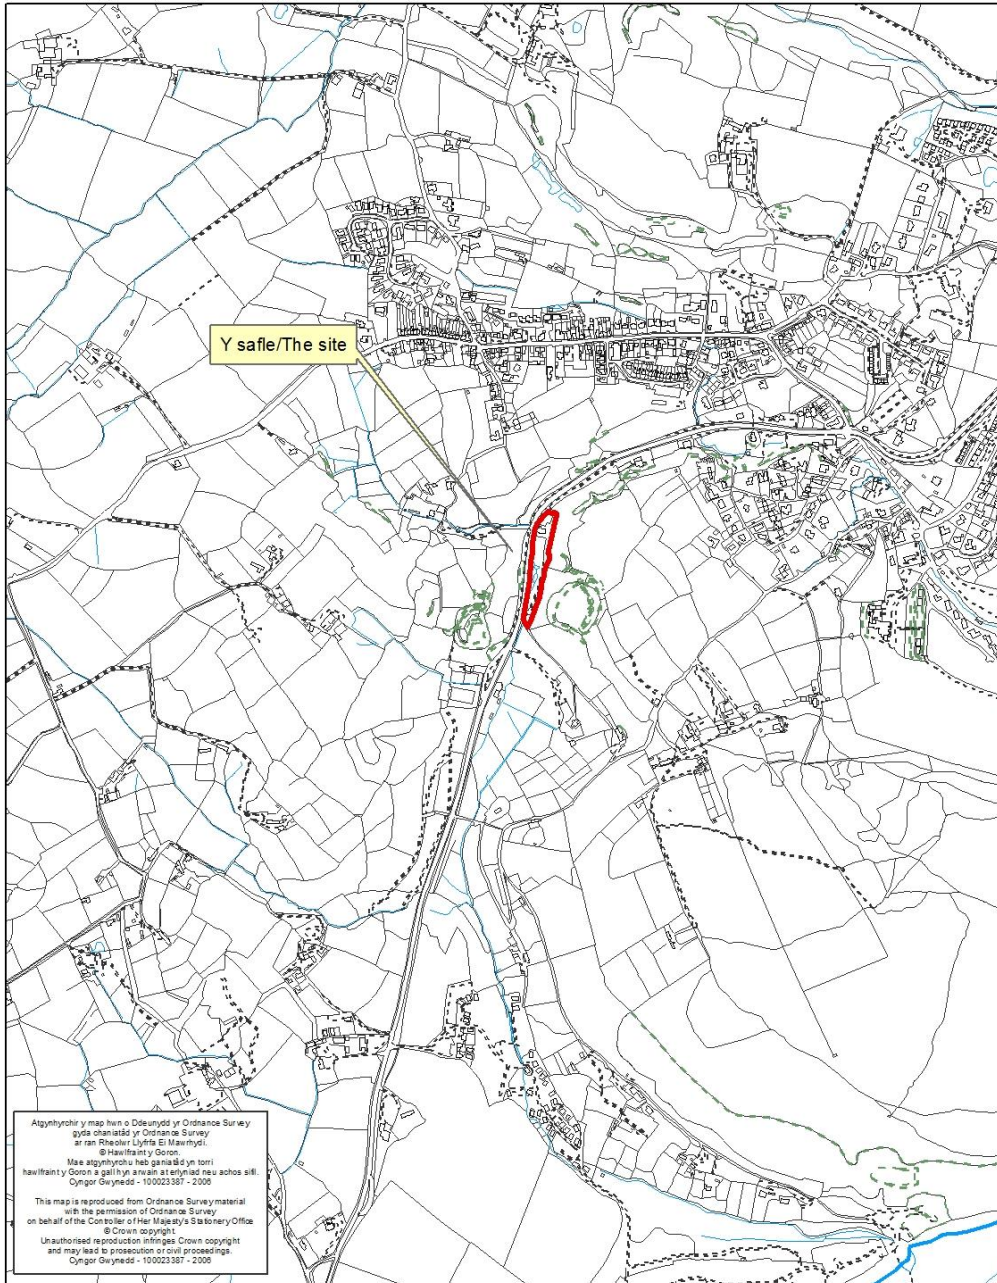 Y safle/The site
Atgynhyrchir y map hwn o Ddeunydd yr Ordnance Survey
gyda chaniatâd yr Ordnance Survey
ar ran Rheolwr Llyfrfa Ei Mawrhydi.
© Hawlfraint y Goron.
Mae atgynhyrchu heb ganiatâd yn torri
hawlfraint y Goron a gall hyn arwain at erlyniad neu achos sifil.
Cyngor Gwynedd - 100023387 - 2006
This map is reproduced from Ordnance Survey material
with the permission of Ordnance Survey
on behalf of the Controller of Her Majesty's Stationery Office
© Crown copyright.
Unauthorised reproduction infringes Crown copyright
and may lead to prosecution or civil proceedings.
Cyngor Gwynedd - 100023387 - 2006